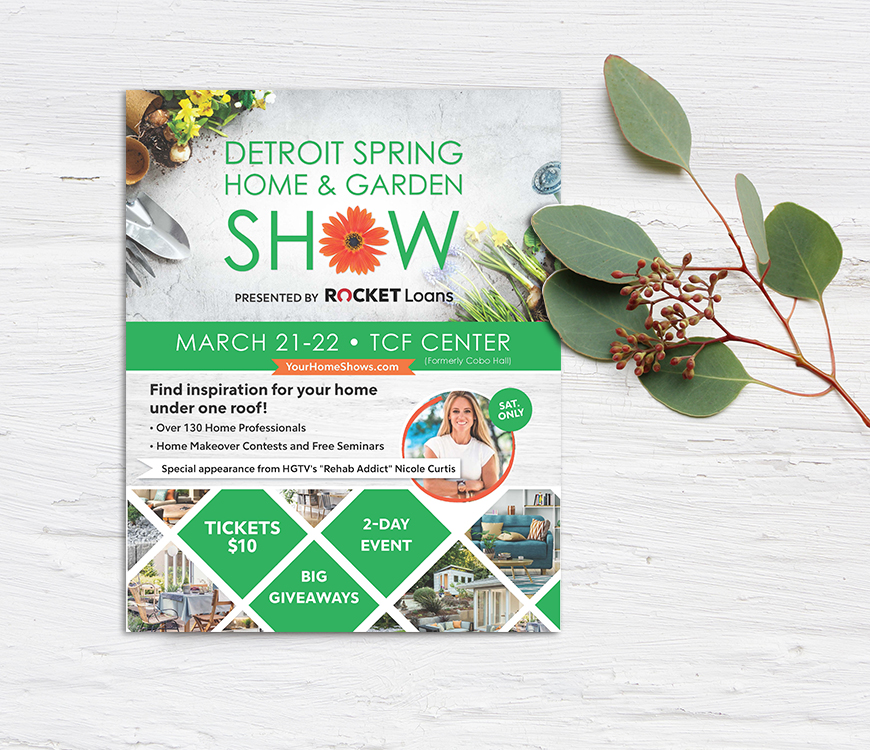 DETROIT SPRING
HOME & GARDEN
SHOW
PRESENTED BY ROCKET Loans
MARCH 21-22 • TCF CENTER
(Formerly Cobo Hall)
YourHomeShows.com
Find inspiration for your home
under one roof!
• Over 130 Home Professionals
• Home Makeover Contests and Free Seminars
SAT.
ONLY
Special appearance from HGTV's "Rehab Addict" Nicole Curtis
TICKETS
$10
2-DAY
EVENT
BIG
GIVEAWAYS